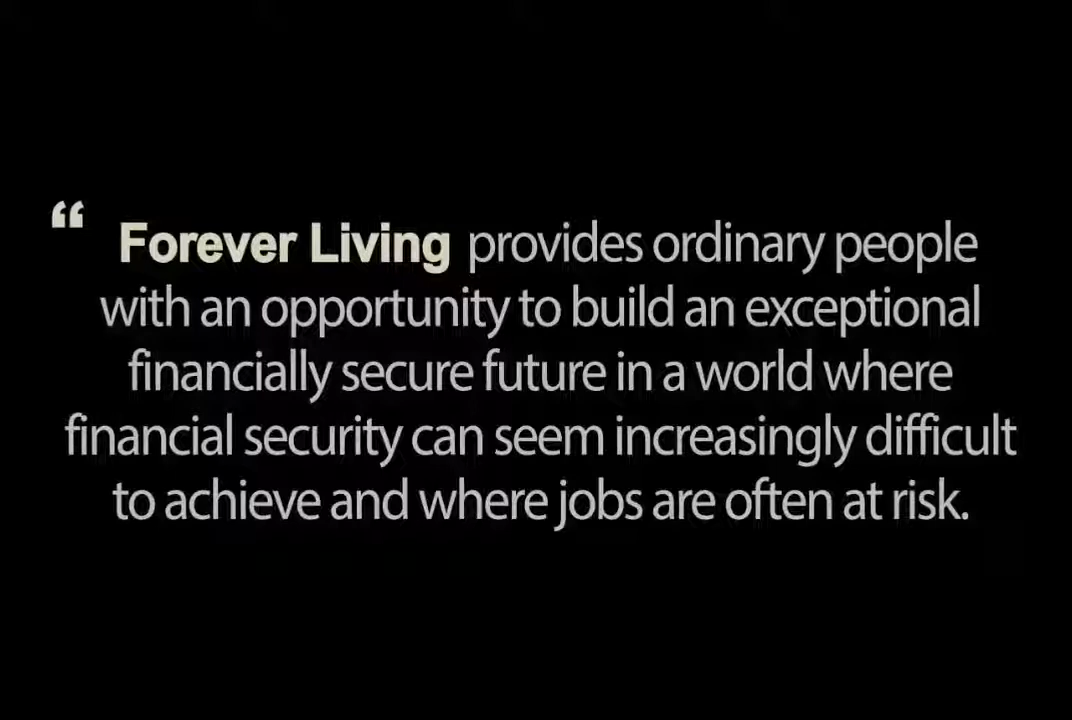 “ Forever Living provides ordinary people
with an opportunity to build an exceptional
financially secure future in a world where
financial security can seem increasingly difficult
to achieve and where jobs are often at risk.